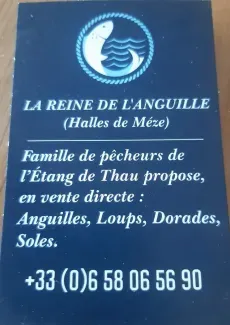 LA REINE DE L'ANGUILLE
(Halles de Méze)
Famille de pêcheurs de
l'Étang de Thau propose,
en vente directe :
Anguilles, Loups, Dorades,
Soles.
+33 (0)6 58 06 56 90